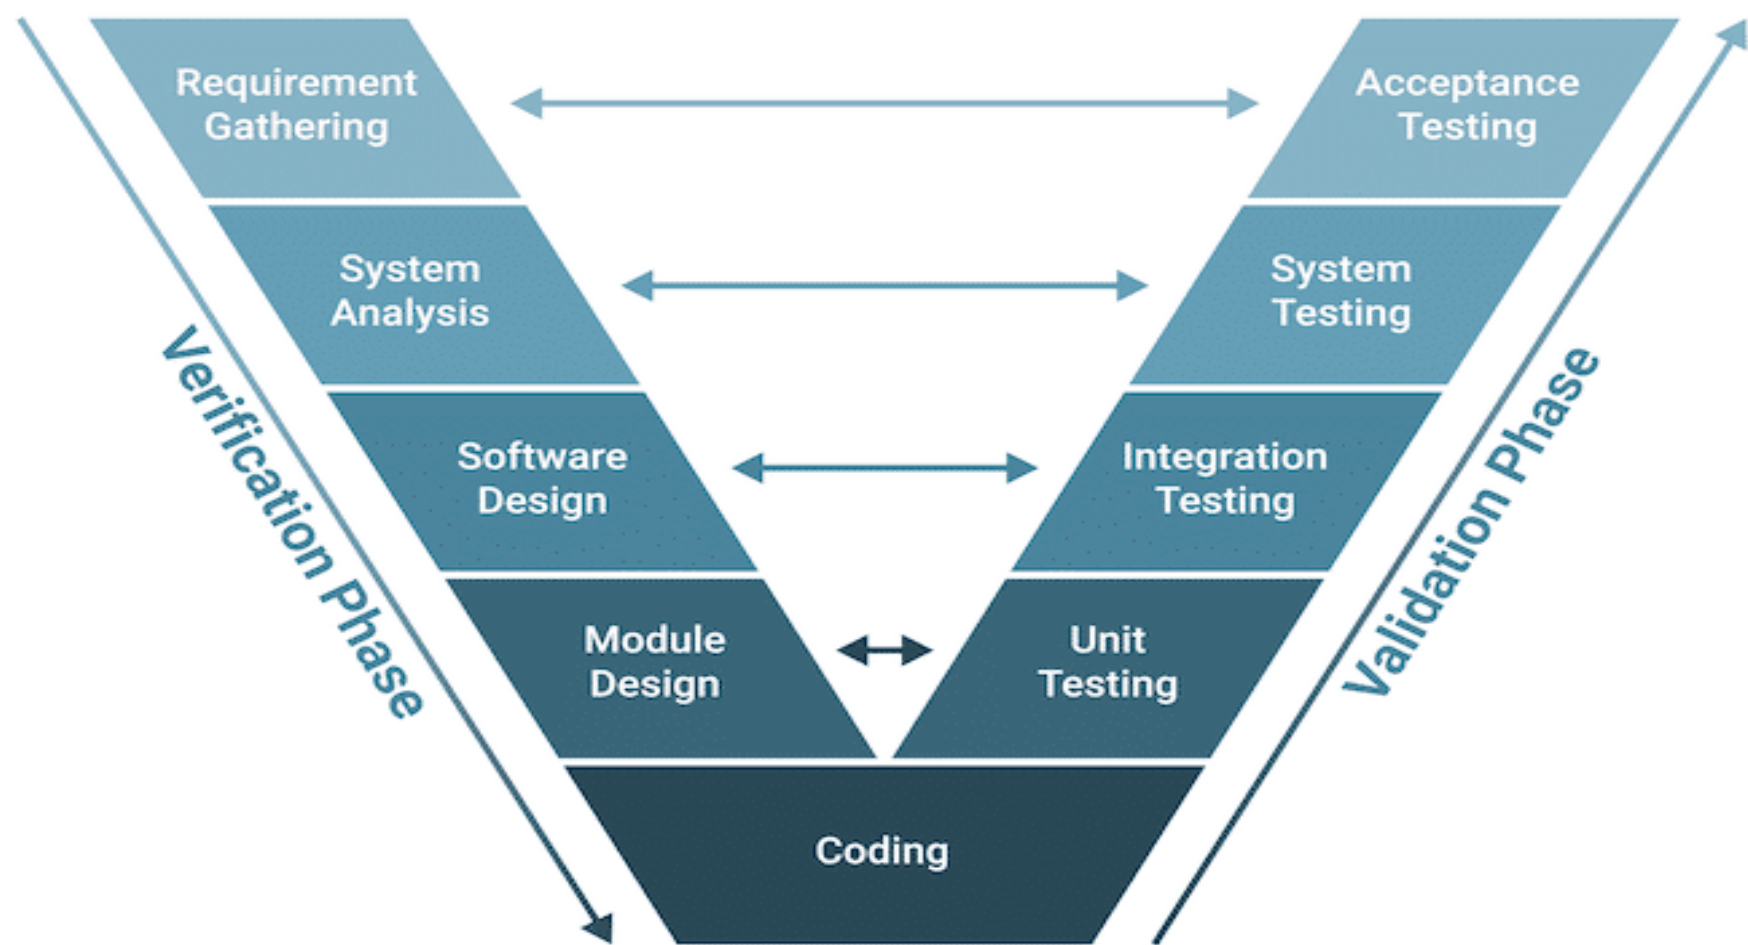 Requirement
Gathering
Acceptance
Testing
System
Analysis
System
Testing
Software
Design
Integration
Testing
Module
Design
Unit
Testing
Coding
Verification Phase
Validation Phase